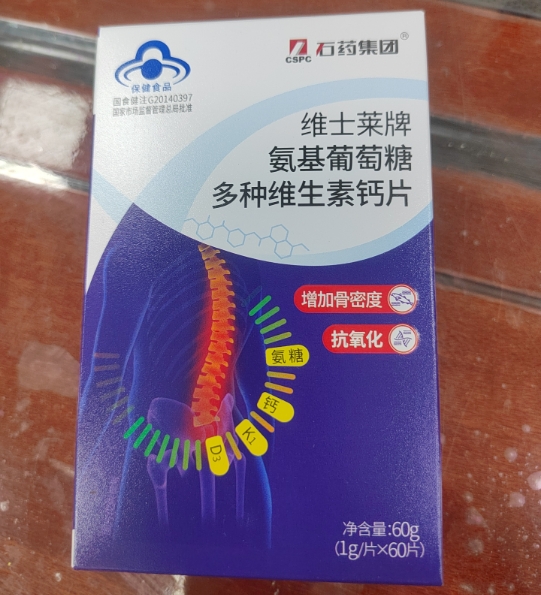 保健食品
国食健注G20140397
国家市场监督管理总局批准
CSPC 石药集团®
维士莱牌
氨基葡萄糖
多种维生素钙片
增加骨密度
抗氧化
氨糖
钙
K1
D3
净含量:60g
(1g/片×60片)